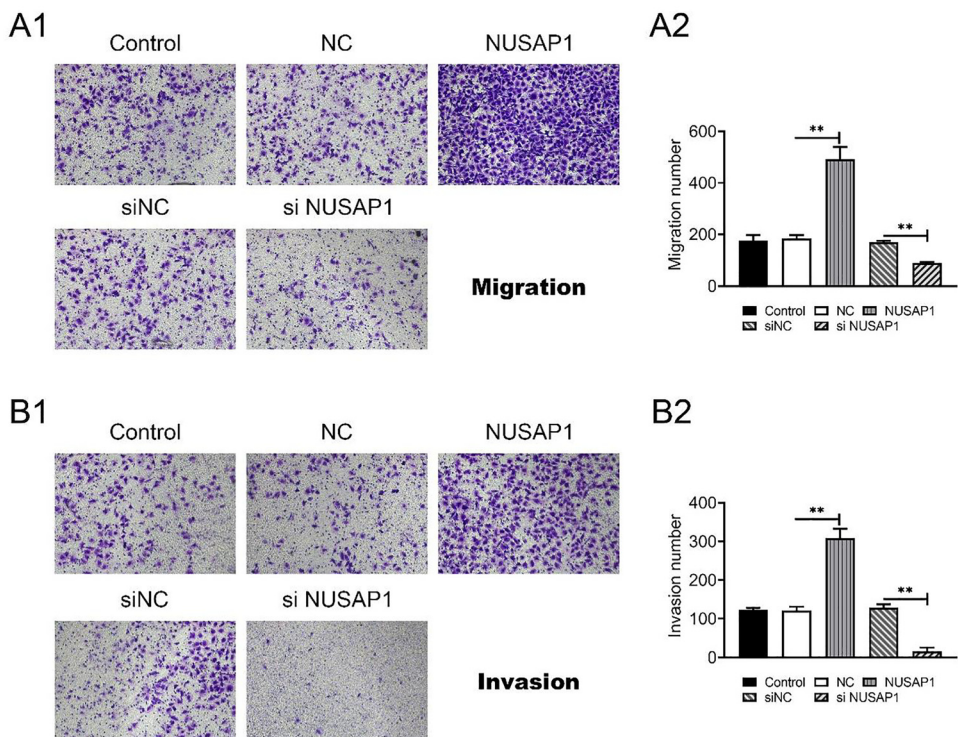 A1
Control NC NUSAP1
siNC si NUSAP1
Migration
A2
Migration number
600
400
200
0
**
**
Control NC NUSAP1
siNC si NUSAP1
B1
Control NC NUSAP1
siNC si NUSAP1
Invasion
B2
Invasion number
400
300
200
100
0
**
**
Control NC NUSAP1
siNC si NUSAP1